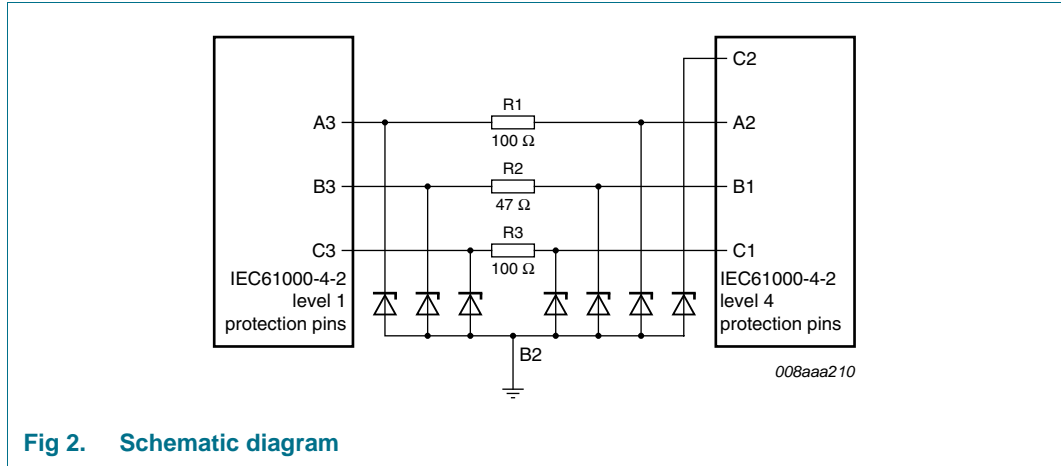 C2
A3
R1
100 Ω
A2
B3
R2
47 Ω
B1
C3
R3
100 Ω
C1
IEC61000-4-2
level 1
protection pins
IEC61000-4-2
level 4
protection pins
B2
008aaa210
Fig 2. Schematic diagram